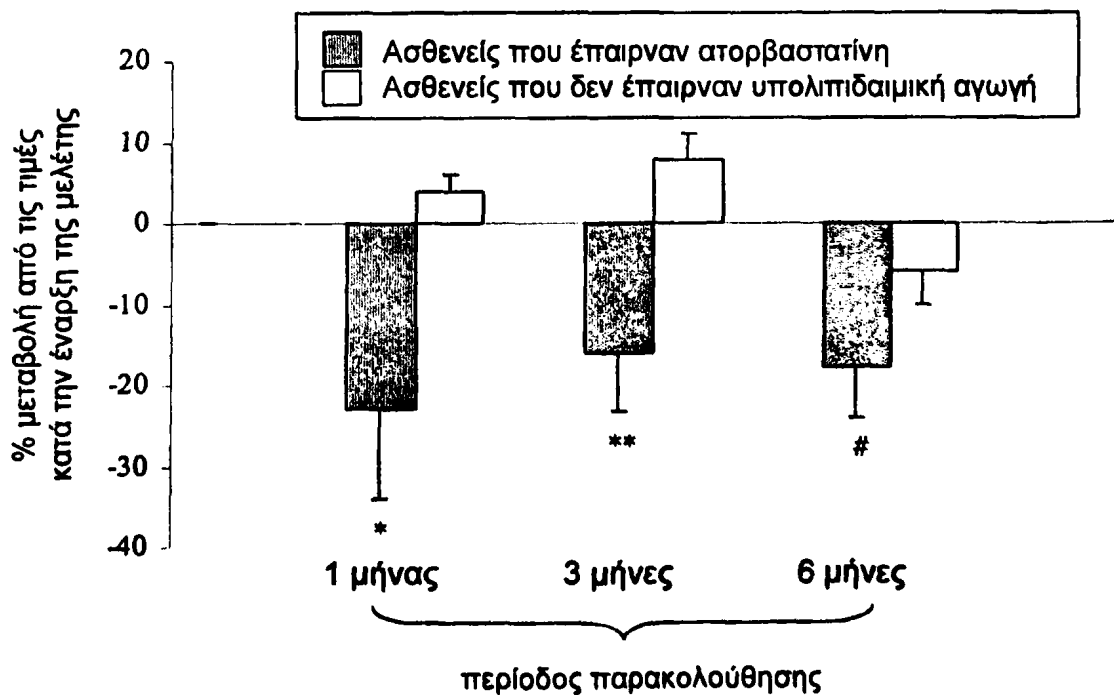 Ασθενείς που έπαιρναν ατορβαστατίνη
Ασθενείς που δεν έπαιρναν υπολιπιδαιμική αγωγή
% μεταβολή από τις τιμές
κατά την έναρξη της μελέτης
20
10
0
-10
-20
-30
-40
*
**
#
1 μήνας
3 μήνες
6 μήνες
περίοδος παρακολούθησης